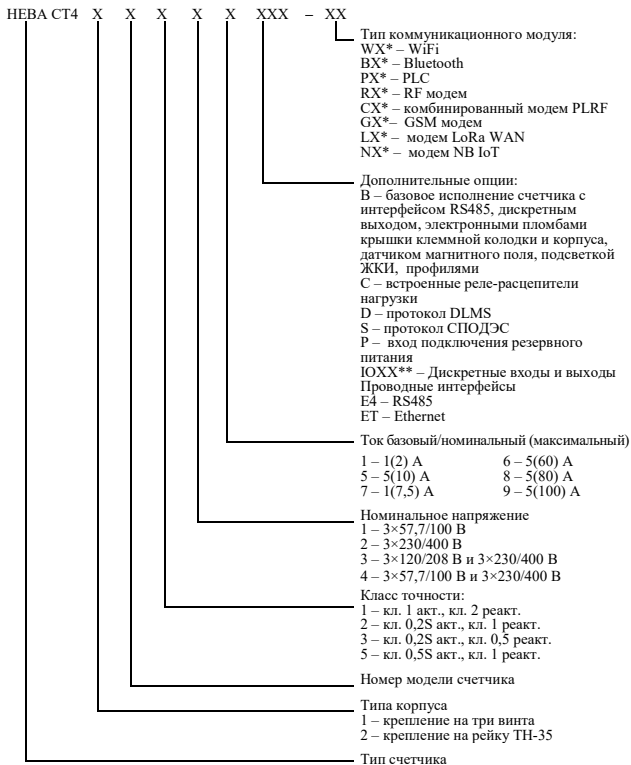 НЕВА СТ4 X X X X X XXX – XX
Тип коммуникационного модуля:
WX* – WiFi
BX* – Bluetooth
PX* – PLC
RX* – RF модем
CX* – комбинированный модем PLRF
GX*– GSM модем
LX* – модем LoRa WAN
NX* – модем NB IoT
Дополнительные опции:
B – базовое исполнение счетчика с
интерфейсом RS485, дискретным
выходом, электронными пломбами
крышки клеммной колодки и корпуса,
датчиком магнитного поля, подсветкой
ЖКИ, профилями
C – встроенные реле-расцепители
нагрузки
D – протокол DLMS
S – протокол СПОДЭС
P – вход подключения резервного
питания
IOXX** – Дискретные входы и выходы
Проводные интерфейсы
E4 – RS485
ET – Ethernet
Ток базовый/номинальный (максимальный)
1 – 1(2) А 6 – 5(60) А
5 – 5(10) А 8 – 5(80) А
7 – 1(7,5) А 9 – 5(100) А
Номинальное напряжение
1 – 3×57,7/100 В
2 – 3×230/400 В
3 – 3×120/208 В и 3×230/400 В
4 – 3×57,7/100 В и 3×230/400 В
Класс точности:
1 – кл. 1 акт., кл. 2 реакт.
2 – кл. 0,2S акт., кл. 1 реакт.
3 – кл. 0,2S акт., кл. 0,5 реакт.
5 – кл. 0,5S акт., кл. 1 реакт.
Номер модели счетчика
Типа корпуса
1 – крепление на три винта
2 – крепление на рейку ТН-35
Тип счетчика